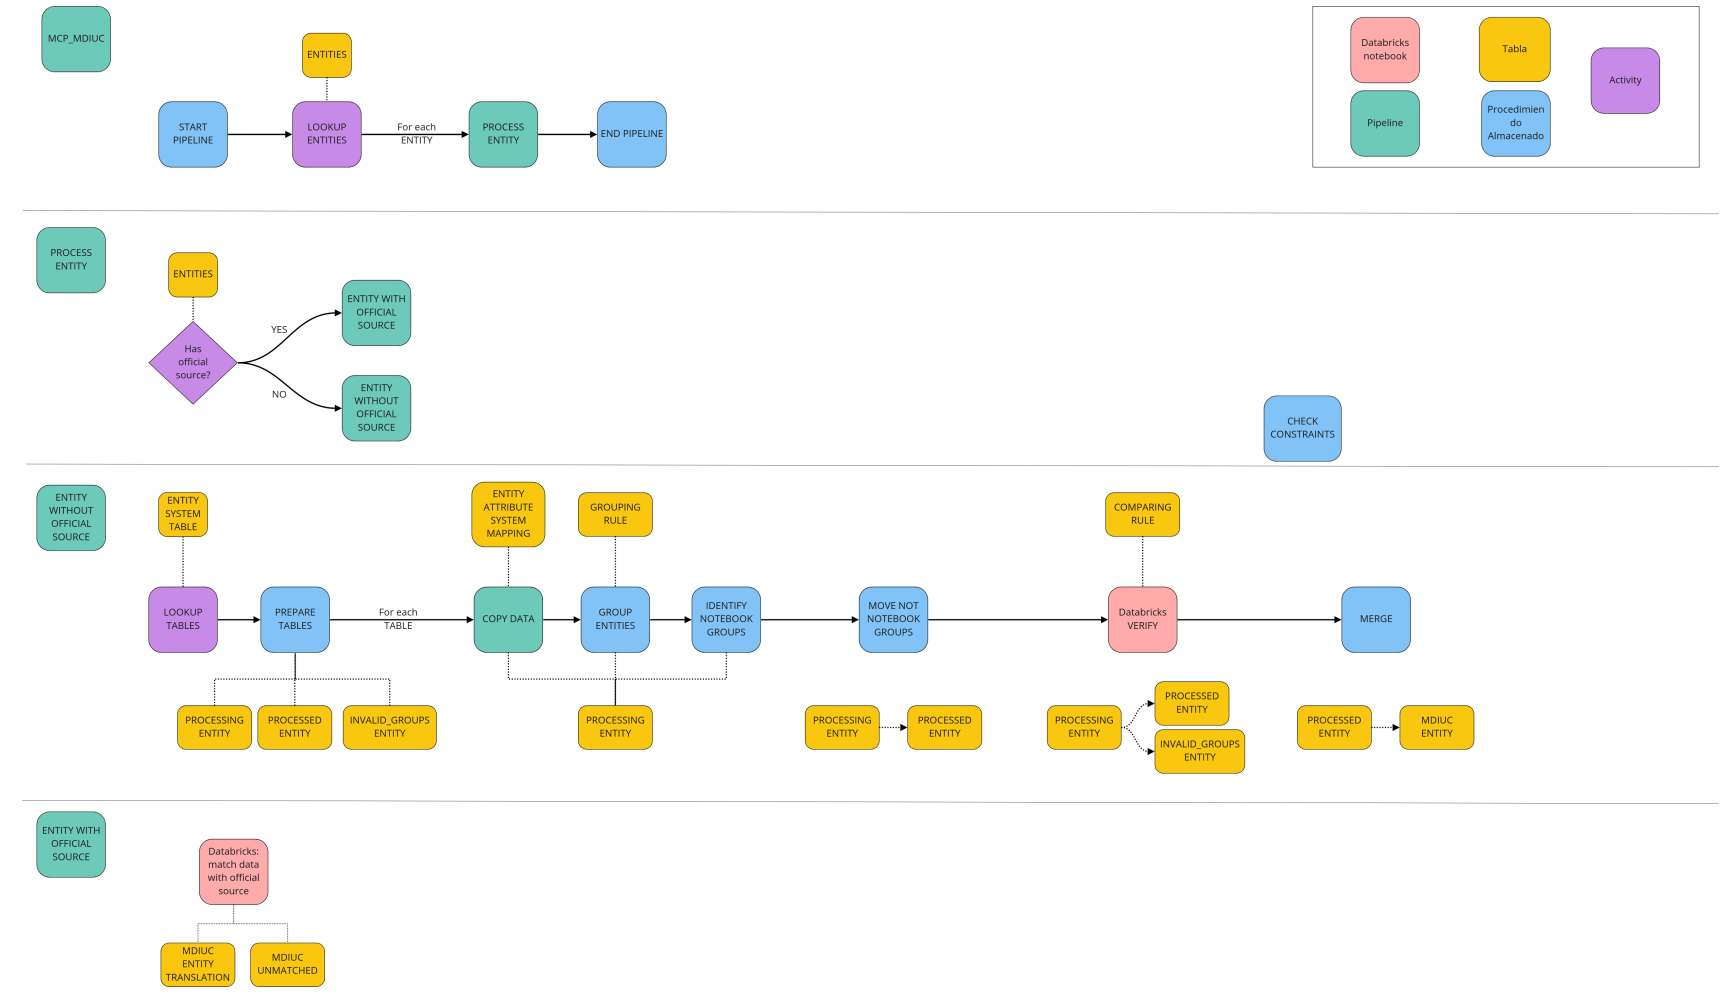 MCP_MDIUC
ENTITIES
START
PIPELINE
LOOKUP
ENTITIES
For each
ENTITY
PROCESS
ENTITY
END PIPELINE
Databricks
notebook
Tabla
Activity
Pipeline
Procedimien
do
Almacenado
PROCESS
ENTITY
ENTITIES
Has
official
source?
YES
NO
ENTITY WITH
OFFICIAL
SOURCE
ENTITY
WITHOUT
OFFICIAL
SOURCE
CHECK
CONSTRAINTS
ENTITY
WITHOUT
OFFICIAL
SOURCE
ENTITY
SYSTEM
TABLE
ENTITY
ATTRIBUTE
SYSTEM
MAPPING
GROUPING
RULE
COMPARING
RULE
LOOKUP
TABLES
PREPARE
TABLES
For each
TABLE
COPY DATA
GROUP
ENTITIES
IDENTIFY
NOTEBOOK
GROUPS
MOVE NOT
NOTEBOOK
GROUPS
Databricks
VERIFY
MERGE
PROCESSING
ENTITY
PROCESSED
ENTITY
INVALID_GROUPS
ENTITY
PROCESSING
ENTITY
PROCESSING
ENTITY
PROCESSED
ENTITY
PROCESSING
ENTITY
PROCESSED
ENTITY
INVALID_GROUPS
ENTITY
PROCESSED
ENTITY
MDIUC
ENTITY
ENTITY WITH
OFFICIAL
SOURCE
Databricks:
match data
with official
source
MDIUC
ENTITY
TRANSLATION
MDIUC
UNMATCHED